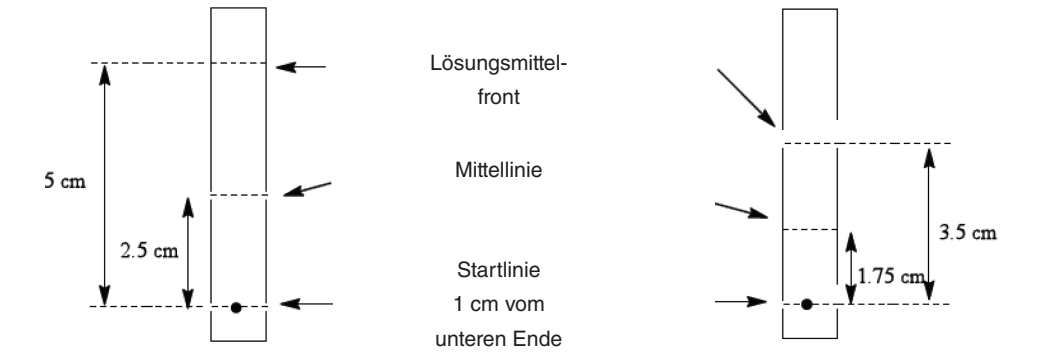 Lösungsmittel-
front
Mittellinie
5 cm
2.5 cm
3.5 cm
1.75 cm
Startlinie
1 cm vom
unteren Ende